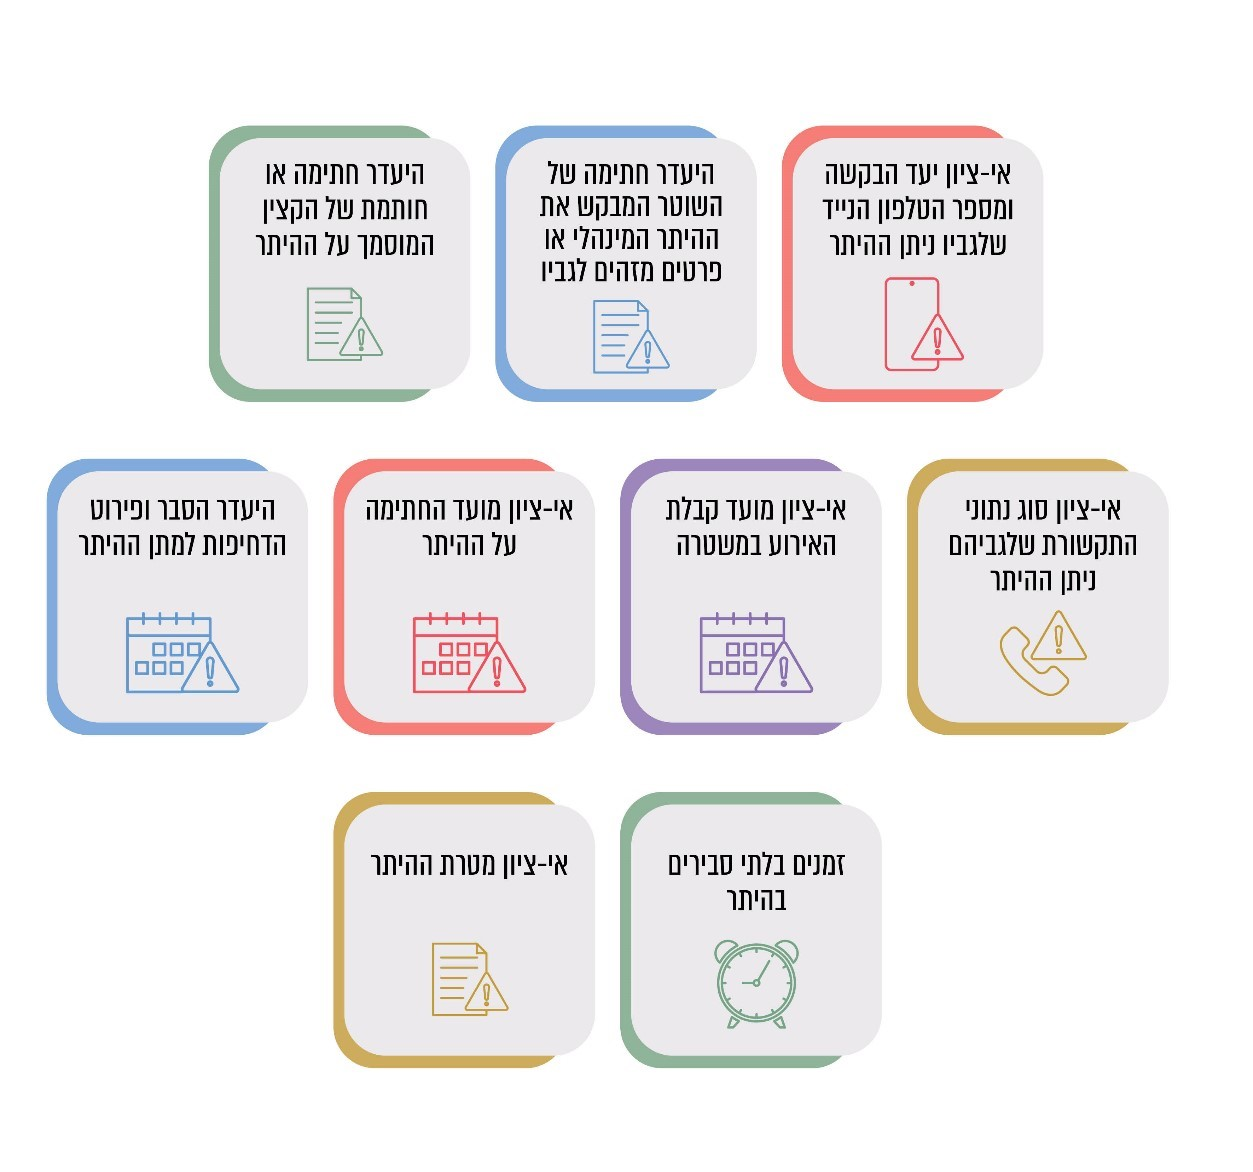 אי-ציון יעד הבקשה
ומספר הטלפון הנייד
שלגביו ניתן ההיתר
היעדר חתימה של
השוטר המבקש את
ההיתר המינהלי או
פרטים מזהים לגביו
היעדר חתימה או
חותמת של הקצין
המוסמך על ההיתר
אי-ציון סוג נתוני
התקשורת שלגביהם
ניתן ההיתר
אי-ציון מועד קבלת
האירוע במשטרה
אי-ציון מועד החתימה
על ההיתר
היעדר הסבר ופירוט
הדחיפות למתן ההיתר
זמנים בלתי סבירים
בהיתר
אי-ציון מטרת ההיתר